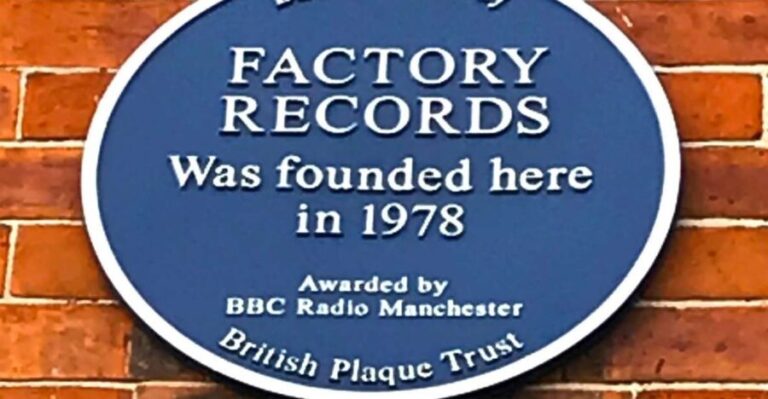 FACTORY
RECORDS
Was founded here
in 1978
Awarded by
BBC Radio Manchester
British Plaque Trust